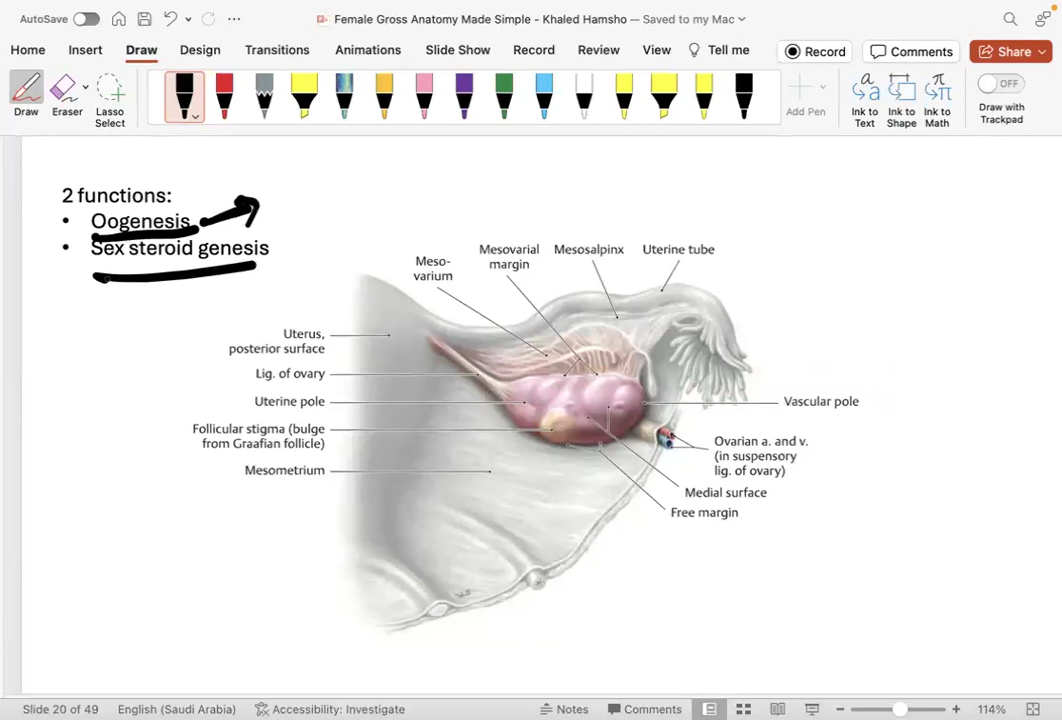 AutoSave
Female Gross Anatomy Made Simple - Khaled Hamsho — Saved to my Mac
Home Insert Draw Design Transitions Animations Slide Show Record Review View Tell me Record Comments Share
Draw Eraser Lasso Select Add Pen Ink to Text Ink to Shape Ink to Math OFF Draw with Trackpad
2 functions:
• Oogenesis
• Sex steroid genesis
Meso-
varium
Mesovarial
margin
Mesosalpinx
Uterine tube
Uterus,
posterior surface
Lig. of ovary
Uterine pole
Follicular stigma (bulge
from Graafian follicle)
Mesometrium
Vascular pole
Ovarian a. and v.
(in suspensory
lig. of ovary)
Medial surface
Free margin
Slide 20 of 49 English (Saudi Arabia) Accessibility: Investigate Notes Comments 114%